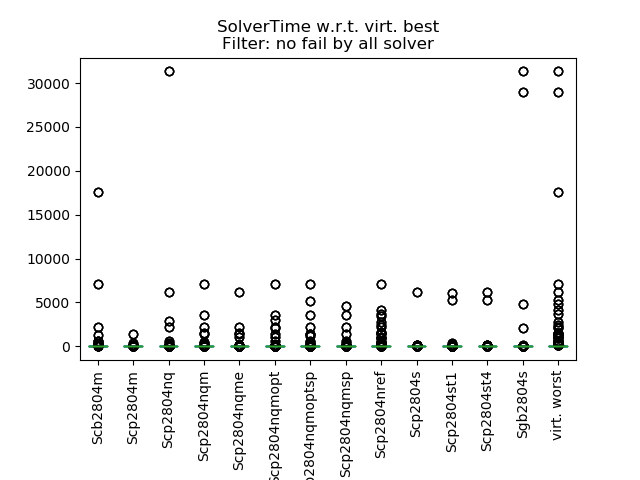 SolverTime w.r.t. virt. best
Filter: no fail by all solver
30000
25000
20000
15000
10000
5000
0
Scb2804m
Scp2804m
Scp2804nq
Scp2804nqm
Scp2804nqme
Scp2804nqmopt
p2804nqmoptsp
Scp2804nqmsp
Scp2804nref
Scp2804s
Scp2804st1
Scp2804st4
Sgb2804s
virt. worst